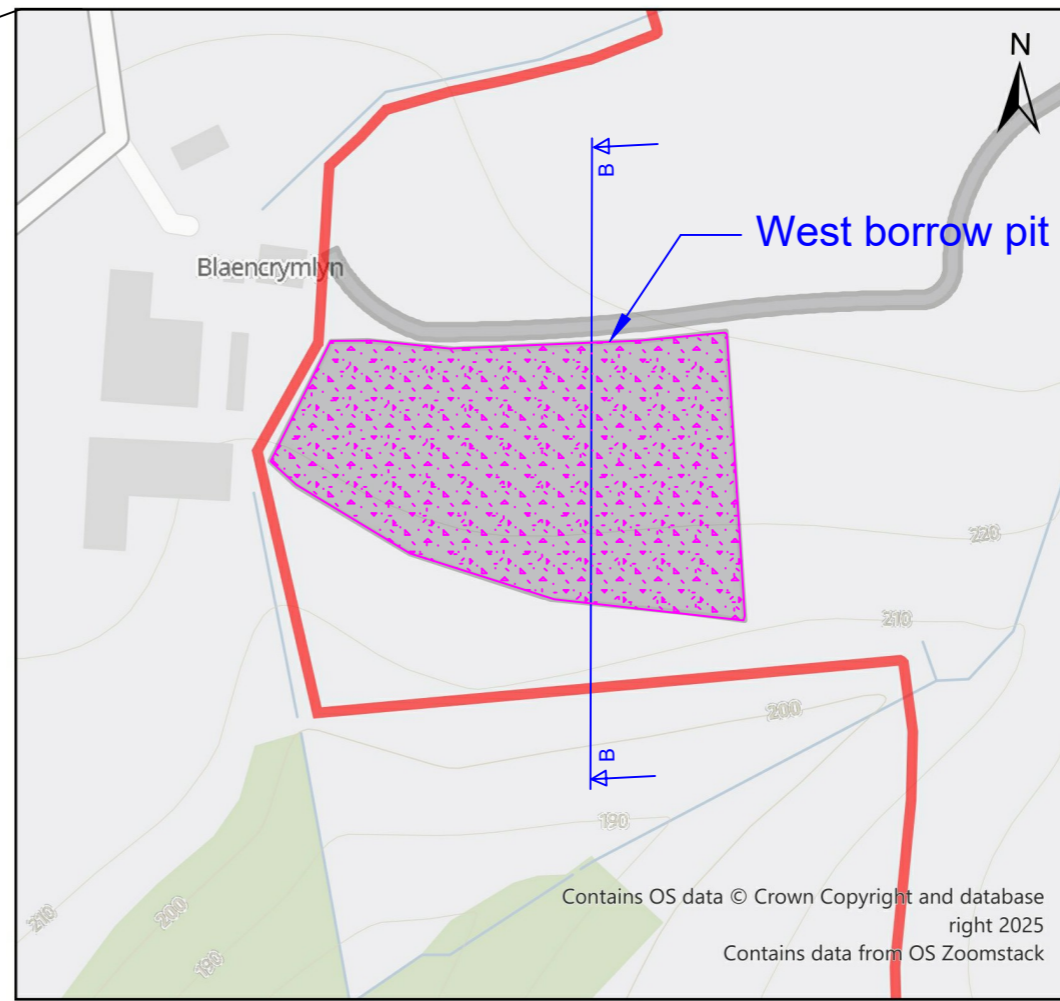 N
B
West borrow pit
Blaencrymlyn
220
210
200
B
190
210
200
190
Contains OS data © Crown Copyright and database
right 2025
Contains data from OS Zoomstack